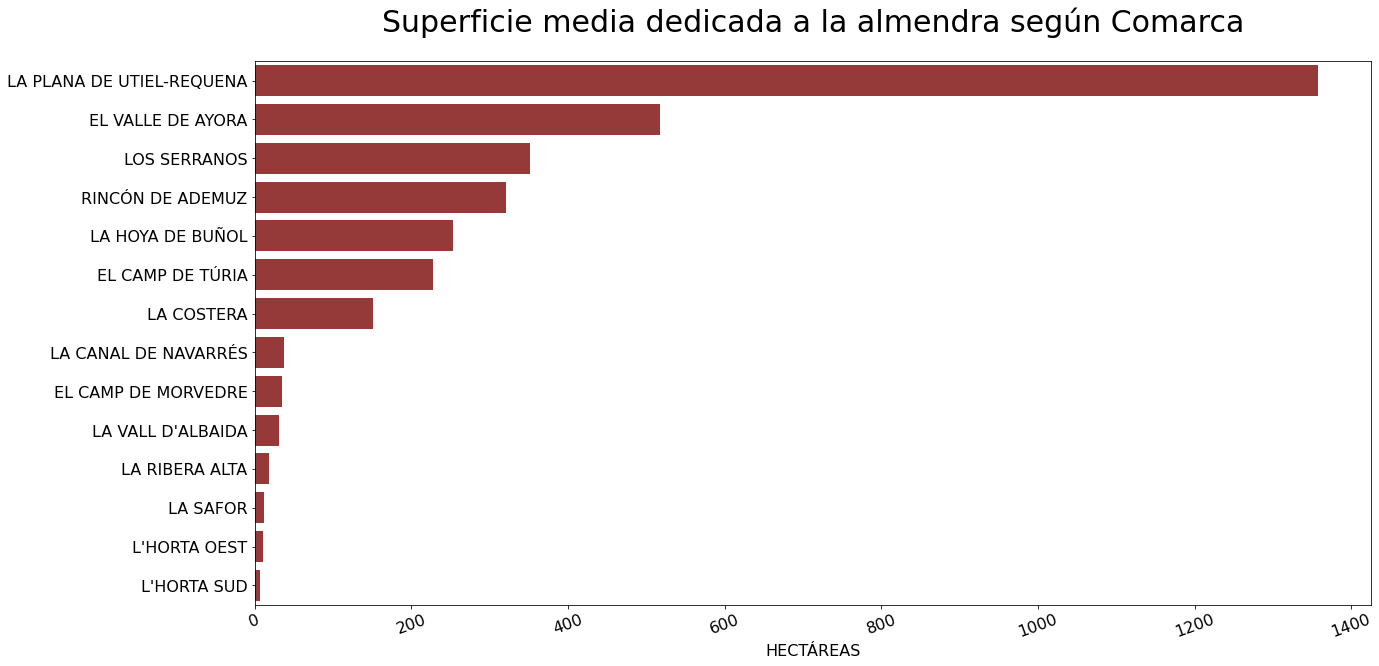 Superficie media dedicada a la almendra según Comarca
LA PLANA DE UTIEL-REQUENA
EL VALLE DE AYORA
LOS SERRANOS
RINCÓN DE ADEMUZ
LA HOYA DE BUÑOL
EL CAMP DE TÚRIA
LA COSTERA
LA CANAL DE NAVARRÉS
EL CAMP DE MORVEDRE
LA VALL D'ALBAIDA
LA RIBERA ALTA
LA SAFOR
L'HORTA OEST
L'HORTA SUD
0 200 400 600 800 1000 1200 1400
HECTÁREAS